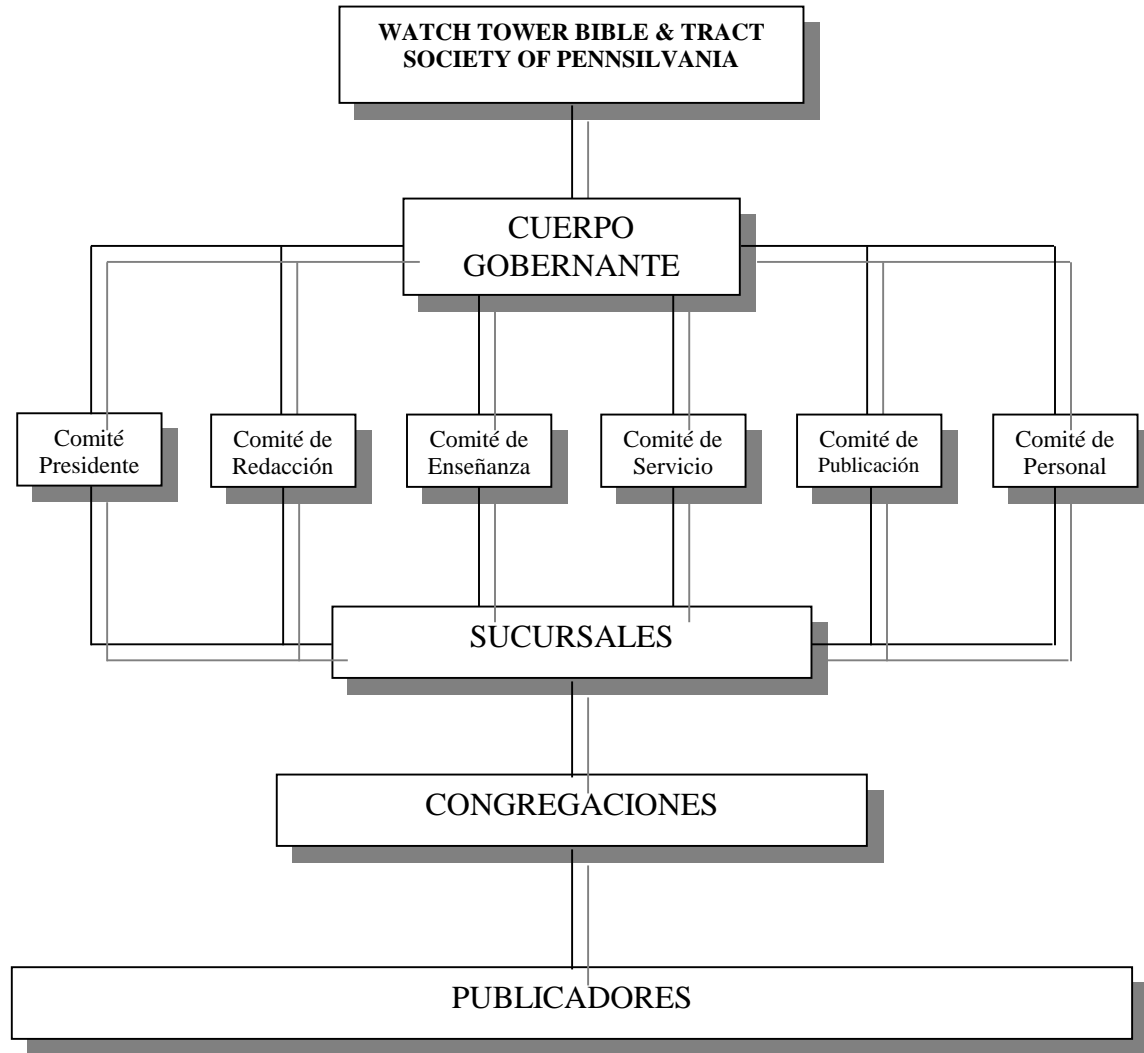 WATCH TOWER BIBLE & TRACT
SOCIETY OF PENNSILVANIA
CUERPO
GOBERNANTE
Comité
Presidente
Comité de
Redacción
Comité de
Enseñanza
Comité de
Servicio
Comité de
Publicación
Comité de
Personal
SUCURSALES
CONGREGACIONES
PUBLICADORES